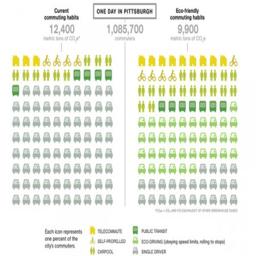 Current
commuting habits
12,400
metric tons of CO₂e*
ONE DAY IN PITTSBURGH
1,085,700
commuters
Eco-friendly
commuting habits
9,900
metric tons of CO₂e
Each icon represents
one percent of the
city's commuters.
TELECOMMUTE
SELF-PROPELLED
CARPOOL
PUBLIC TRANSIT
ECO-DRIVING (obeying speed limits, rolling to stops)
SINGLE DRIVER